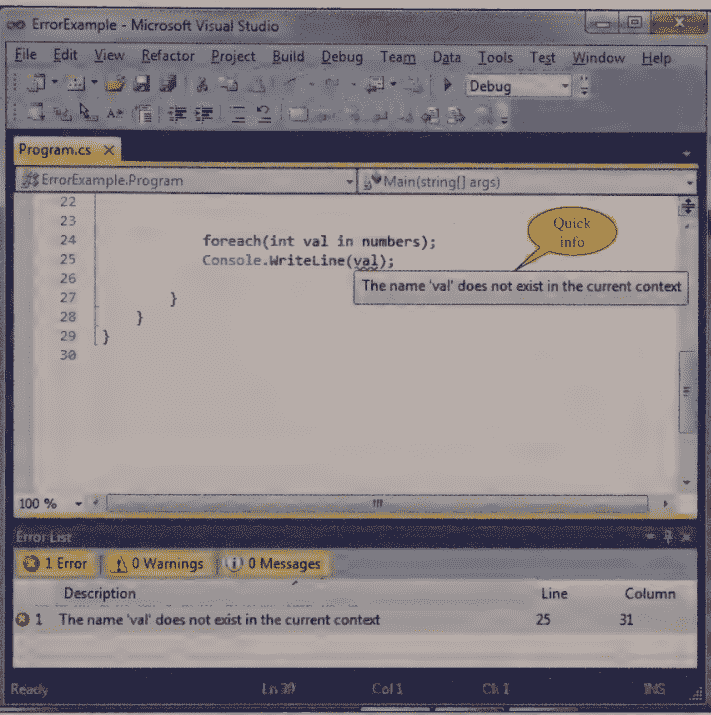 ErrorExample - Microsoft Visual Studio
File Edit View Refactor Project Build Debug Team Data Tools Test Window Help
Debug
Program.cs
ErrorExample.Program Main(string[] args)
22
23
24 foreach(int val in numbers);
25 Console.WriteLine(val);
26
27 }
28 }
29 }
30
Quick
info
The name 'val' does not exist in the current context
100 %
Error List
1 Error 0 Warnings 0 Messages
Description Line Column
1 The name 'val' does not exist in the current context 25 31
Ready Ln 30 Col 1 Ch 1 INS